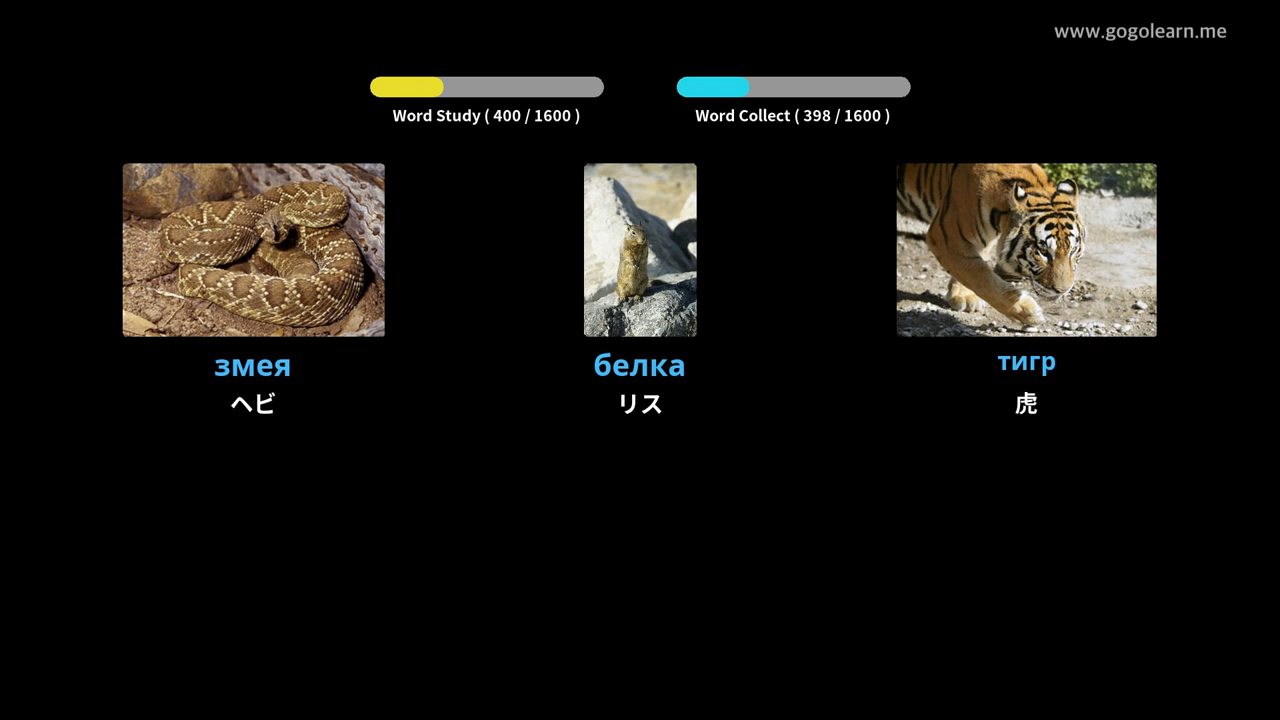 www.gogolearn.me
Word Study ( 400 / 1600 )
Word Collect ( 398 / 1600 )
змея
ヘビ
белка
リス
тигр
虎